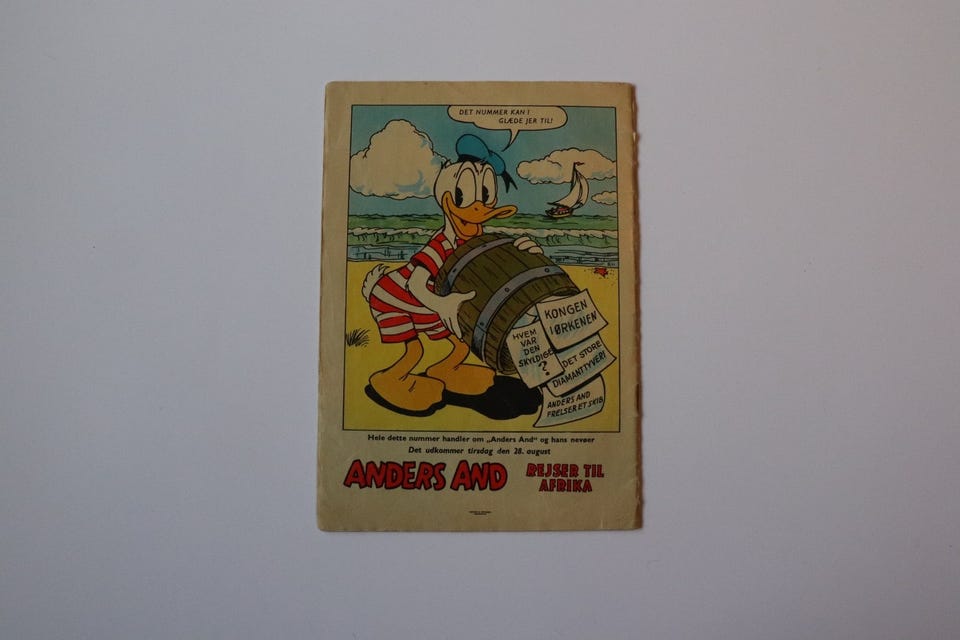 DET NUMMER KAN I
GLÆDE JER TIL!
KONGEN
I ØRKENEN
HVEM
VAR
DEN
SKYLDIGE
?
DET STORE
DIAMANTTYVERI
ANDERS AND
FRELSER ET SKIB
Hele dette nummer handler om „Anders And" og hans nevøer
Det udkommer tirsdag den 28. august
ANDERS AND
REJSER TIL
AFRIKA